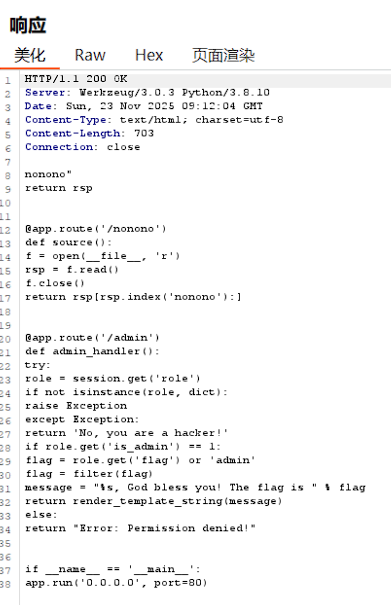 响应
美化 Raw Hex 页面渲染
1 HTTP/1.1 200 OK
2 Server: Werkzeug/3.0.3 Python/3.8.10
3 Date: Sun, 23 Nov 2025 09:12:04 GMT
4 Content-Type: text/html; charset=utf-8
5 Content-Length: 703
6 Connection: close
7
8 nonono"
9 return rsp
10
11
12 @app.route('/nonono')
13 def source():
14 f = open(__file__, 'r')
15 rsp = f.read()
16 f.close()
17 return rsp[rsp.index('nonono'):]
18
19
20 @app.route('/admin')
21 def admin_handler():
22 try:
23 role = session.get('role')
24 if not isinstance(role, dict):
25 raise Exception
26 except Exception:
27 return 'No, you are a hacker!'
28 if role.get('is_admin') == 1:
29 flag = role.get('flag') or 'admin'
30 flag = filter(flag)
31 message = "%s, God bless you! The flag is " % flag
32 return render_template_string(message)
33 else:
34 return "Error: Permission denied!"
35
36
37 if __name__ == '__main__':
38 app.run('0.0.0.0', port=80)